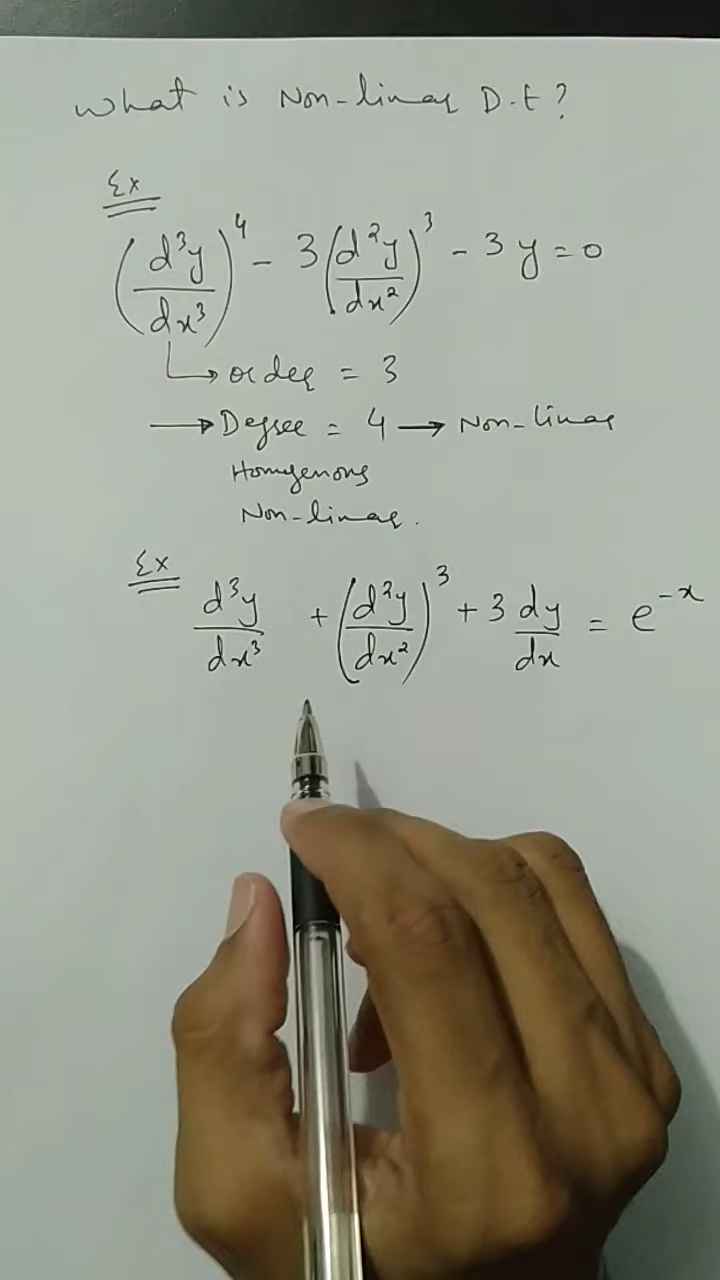 What is Non-linear D.E?
Ex
(d³y/dx³)⁴ - 3(d²y/dx²)³ - 3y = 0
↳ order = 3
→ Degree = 4 → Non-linear
Homogenous
Non-linear.
Ex
d³y/dx³ + (d²y/dx²)³ + 3 dy/dx = e⁻ˣ